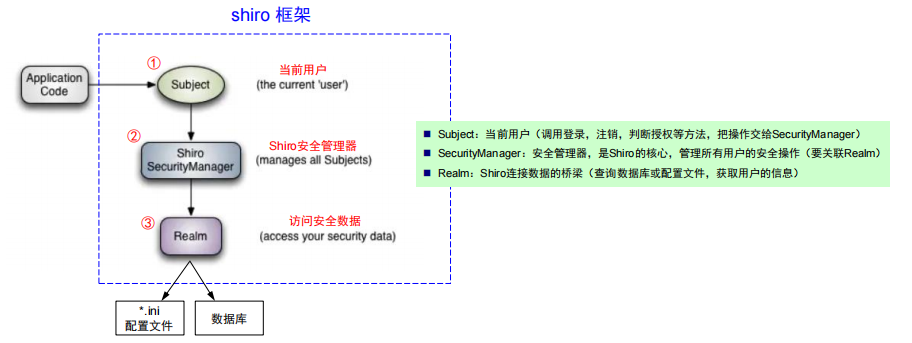 shiro 框架
Application
Code
①
Subject
当前用户
(the current 'user')
②
Shiro
SecurityManager
Shiro安全管理器
(manages all Subjects)
③
Realm
访问安全数据
(access your security data)
*.ini
配置文件
数据库
Subject：当前用户（调用登录，注销，判断授权等方法，把操作交给SecurityManager）
SecurityManager：安全管理器，是Shiro的核心，管理所有用户的安全操作（要关联Realm）
Realm：Shiro连接数据的桥梁（查询数据库或配置文件，获取用户的信息）